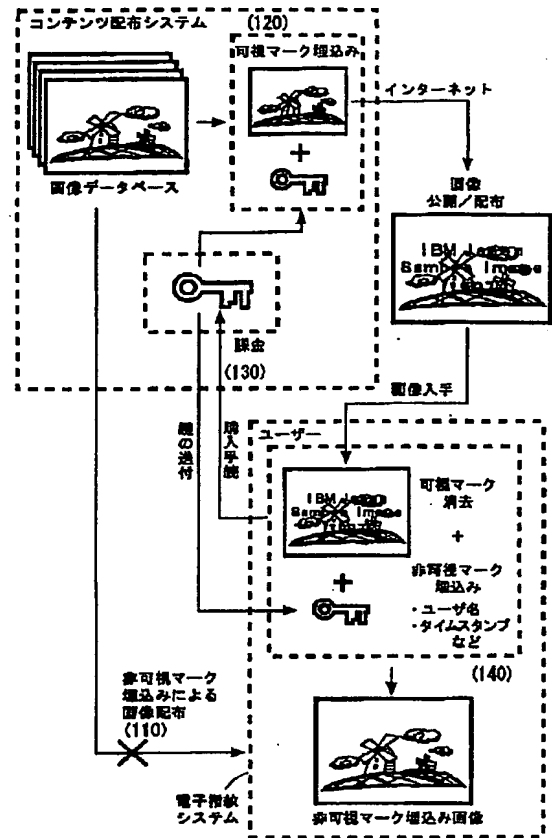 コンテンツ配布システム
(120)
可視マーク埋込み
+
画像データベース
インターネット
画像
公開/配布
IBM Image
Sample Image
課金
(130)
画像入手
鍵の送付
購入手続
ユーザー
IBM Image
Sample Image
可視マーク
消去
+
非可視マーク
埋込み
・ユーザ名
・タイムスタンプ
など
+
(140)
非可視マーク
埋込みによる
画像配布
(110)
電子指紋
システム
非可視マーク埋込み画像